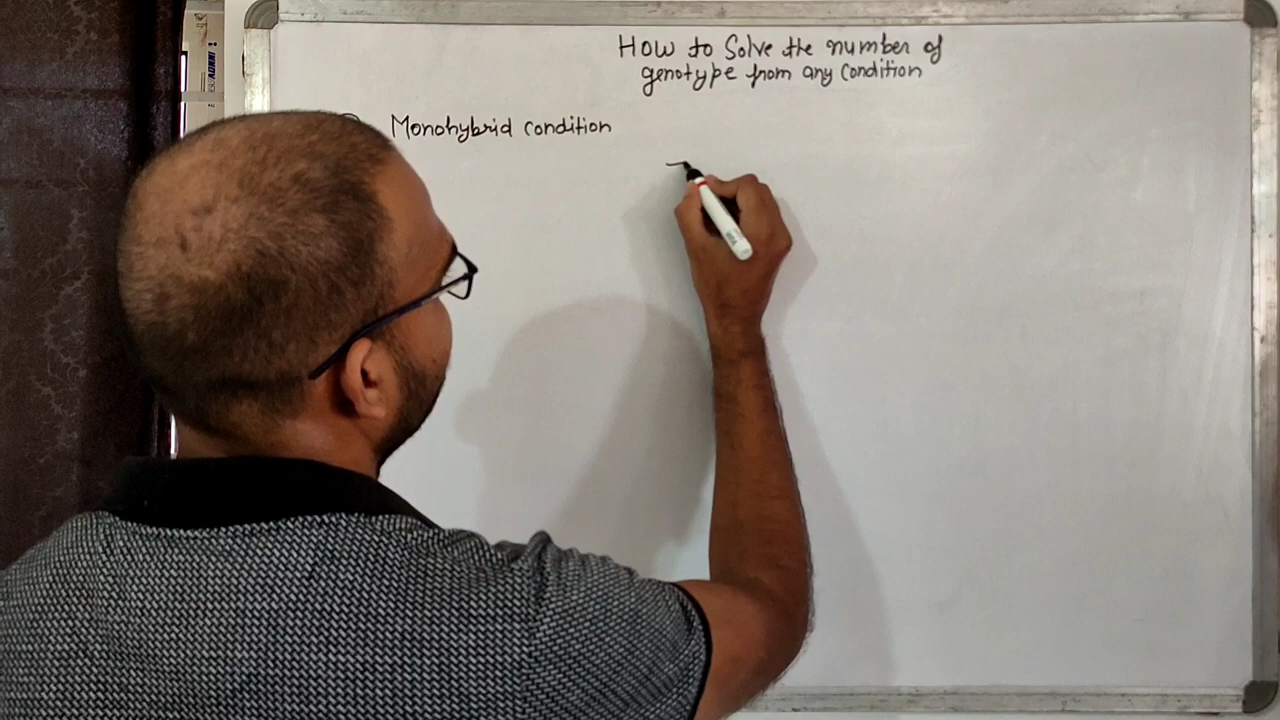 How to Solve the number of
genotype from any Condition
Monohybrid condition